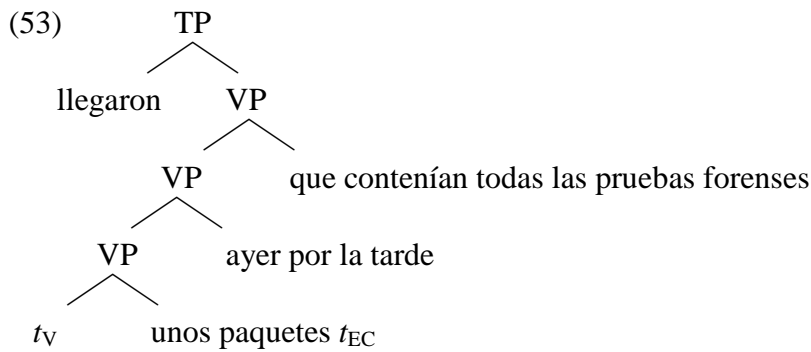 (53) TP
llegaron VP
VP que contenían todas las pruebas forenses
VP ayer por la tarde
tV unos paquetes tEC